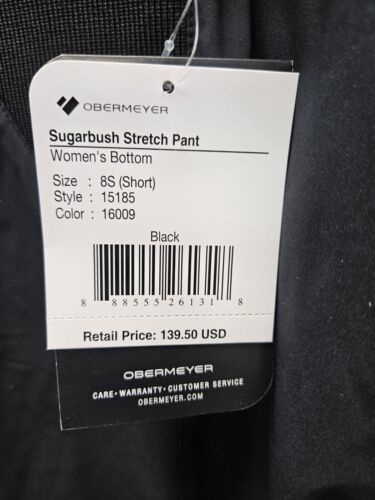 OBERMEYER
Sugarbush Stretch Pant
Women's Bottom
Size : 8S (Short)
Style : 15185
Color : 16009
Black
8 88555 26131 8
Retail Price: 139.50 USD
OBERMEYER
CARE • WARRANTY • CUSTOMER SERVICE
OBERMEYER.COM